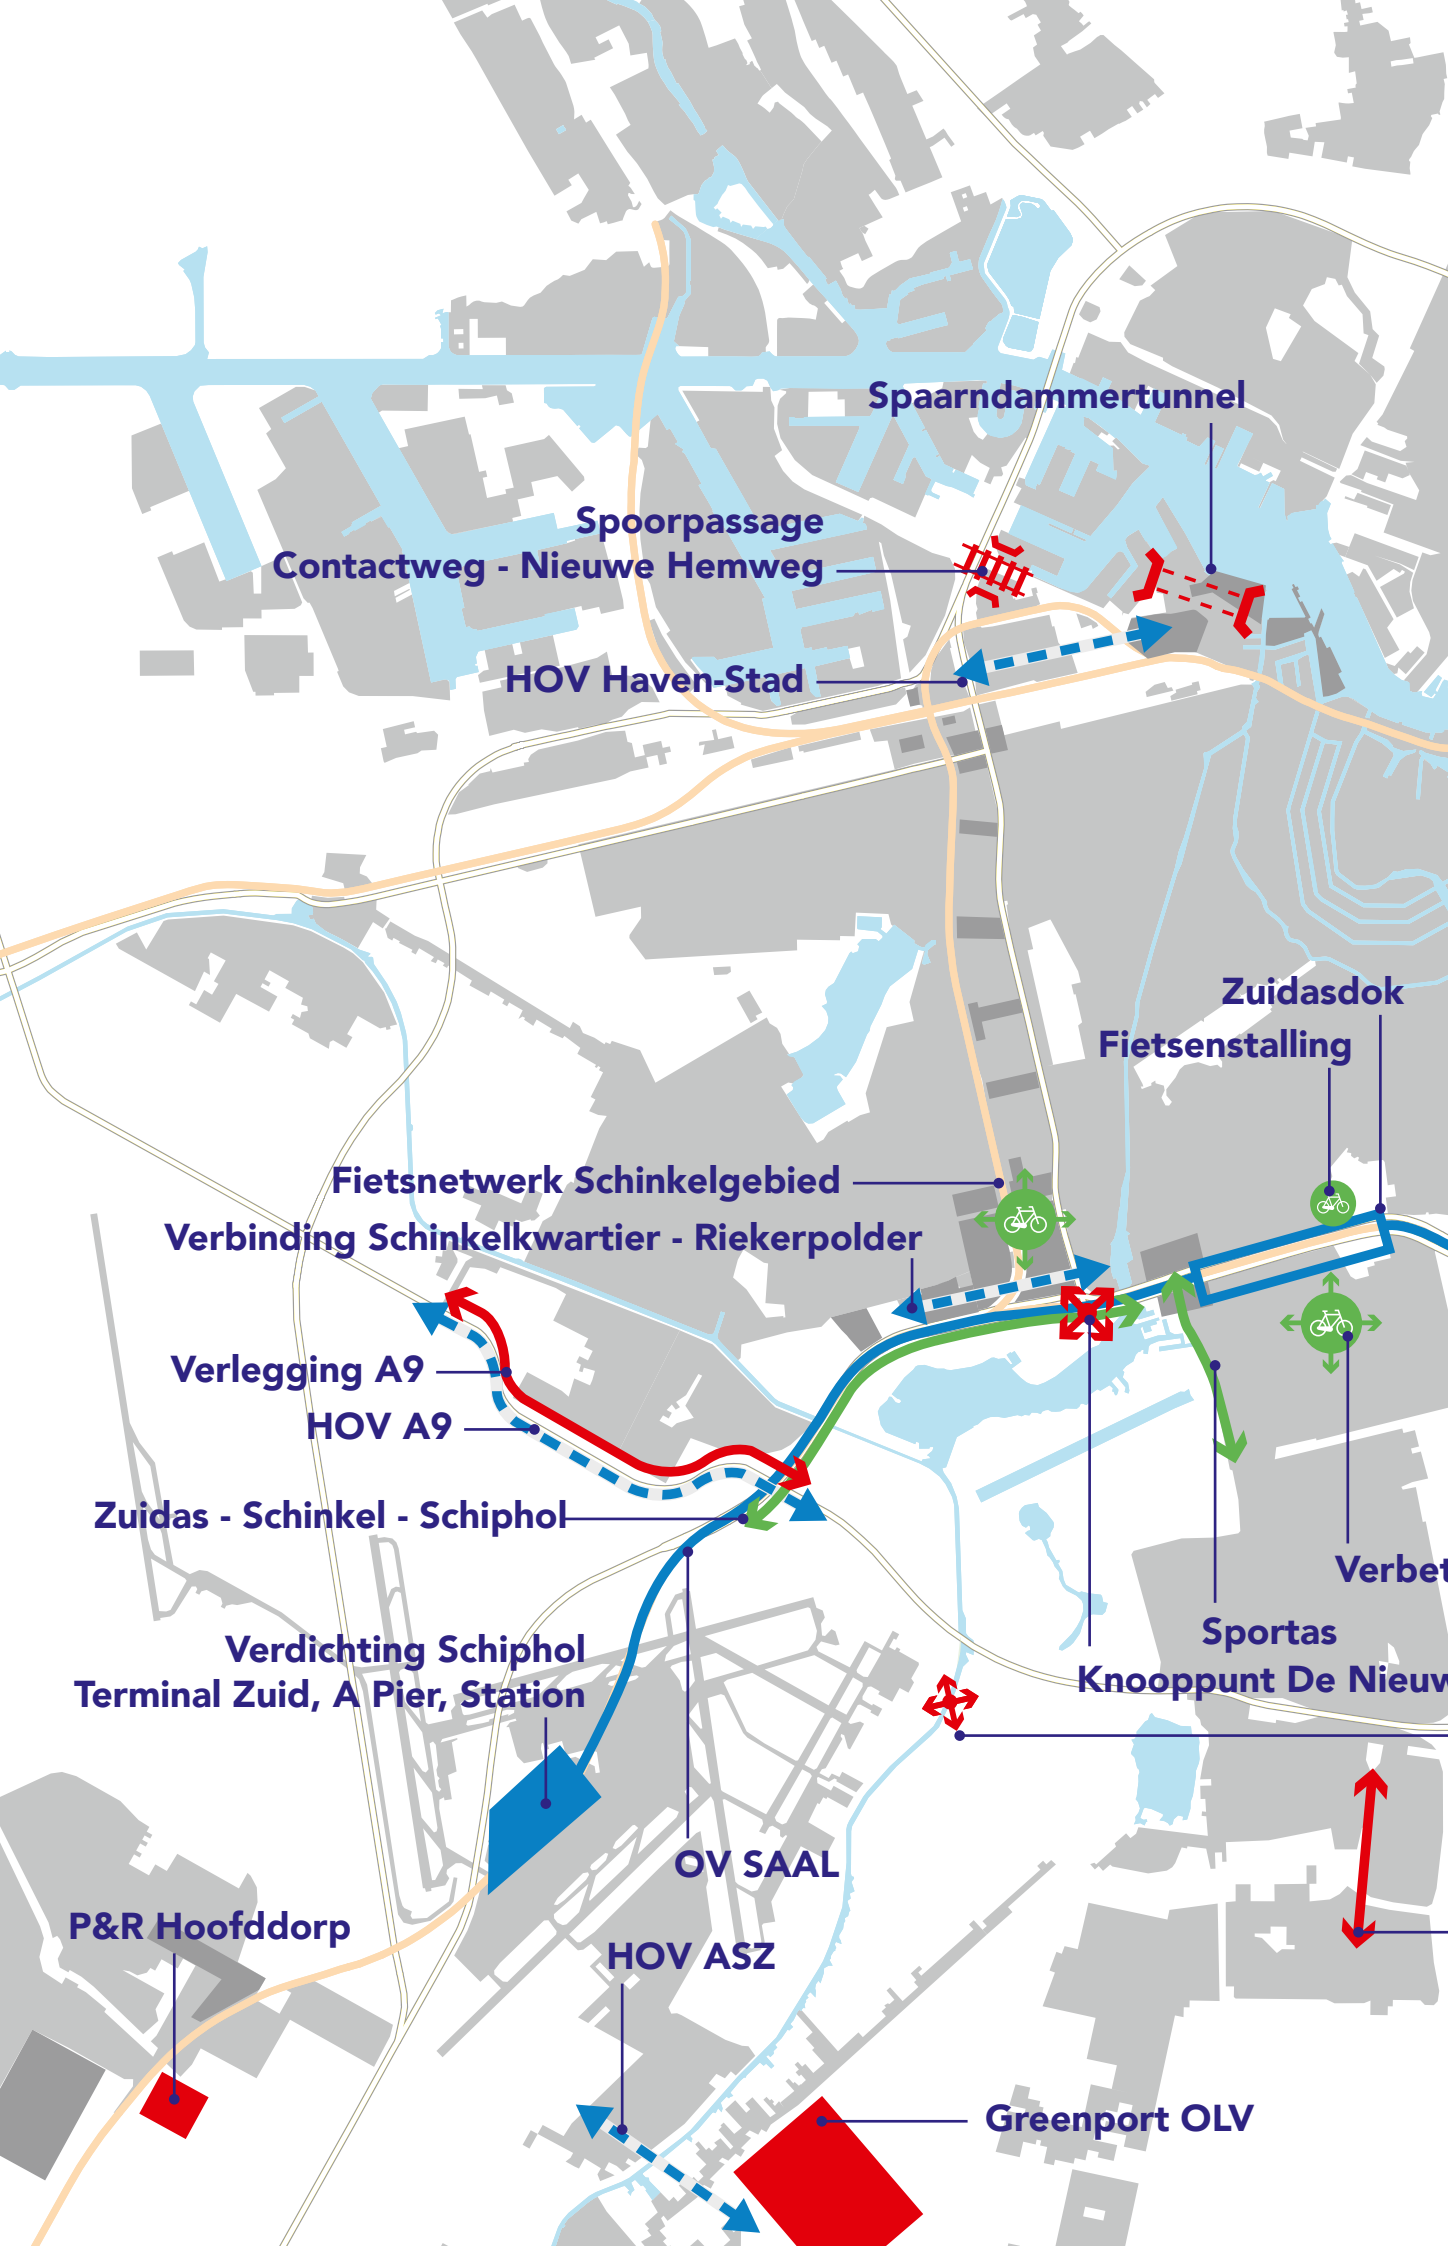 Spaarndammertunnel
Spoorpassage
Contactweg - Nieuwe Hemweg
HOV Haven-Stad
Zuidasdok
Fietsenstalling
Fietsnetwerk Schinkelgebied
Verbinding Schinkelkwartier - Riekerpolder
Verlegging A9
HOV A9
Zuidas - Schinkel - Schiphol
Verbet
Sportas
Verdichting Schiphol
Terminal Zuid, A Pier, Station
Knooppunt De Nieuw
OV SAAL
P&R Hoofddorp
HOV ASZ
Greenport OLV